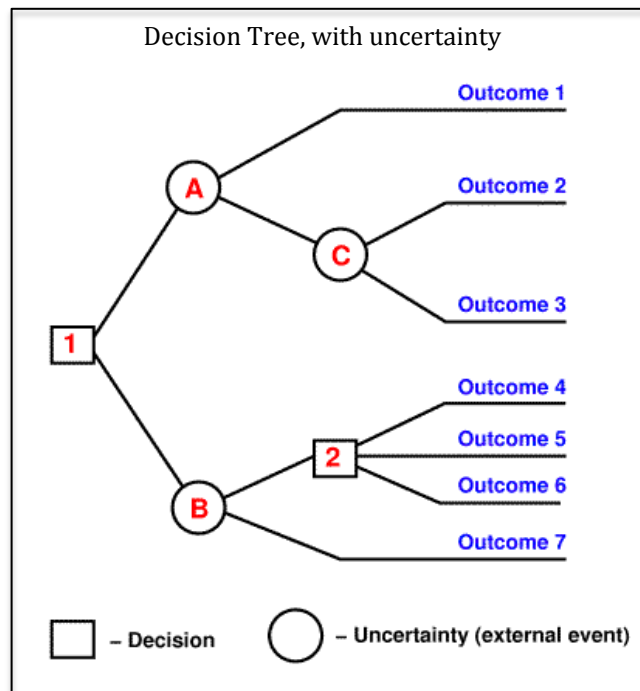 Decision Tree, with uncertainty
Outcome 1
A
Outcome 2
C
Outcome 3
1
Outcome 4
Outcome 5
2
Outcome 6
B
Outcome 7
– Decision
– Uncertainty (external event)